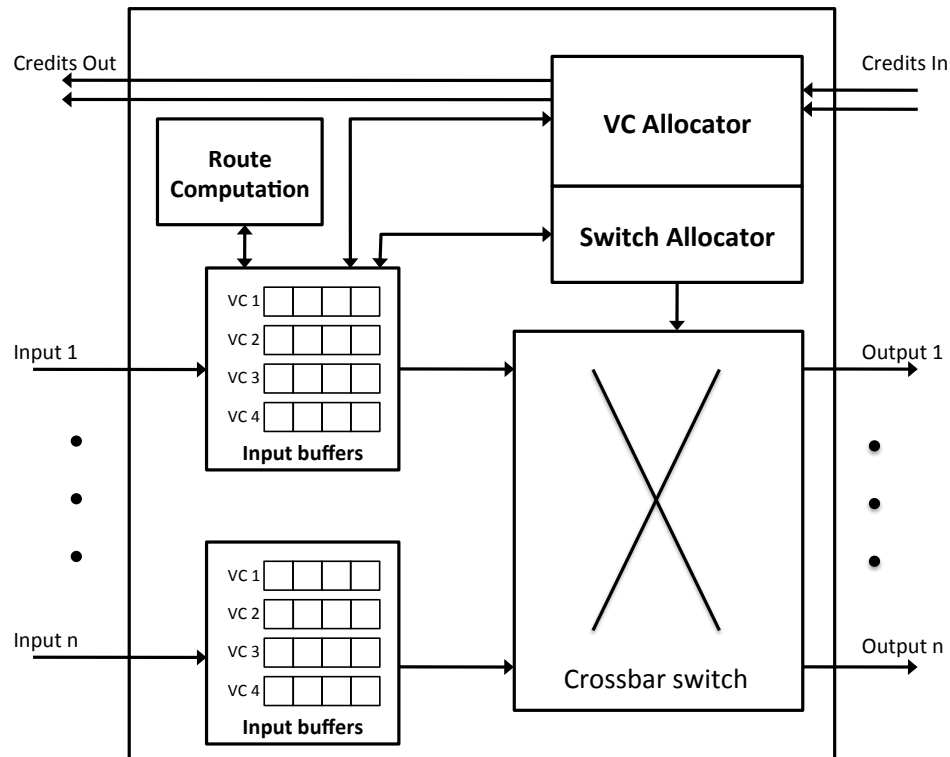 Credits Out
Credits In
VC Allocator
Route
Computation
Switch Allocator
VC 1
VC 2
VC 3
VC 4
Input buffers
Input 1
Output 1
VC 1
VC 2
VC 3
VC 4
Input buffers
Input n
Output n
Crossbar switch